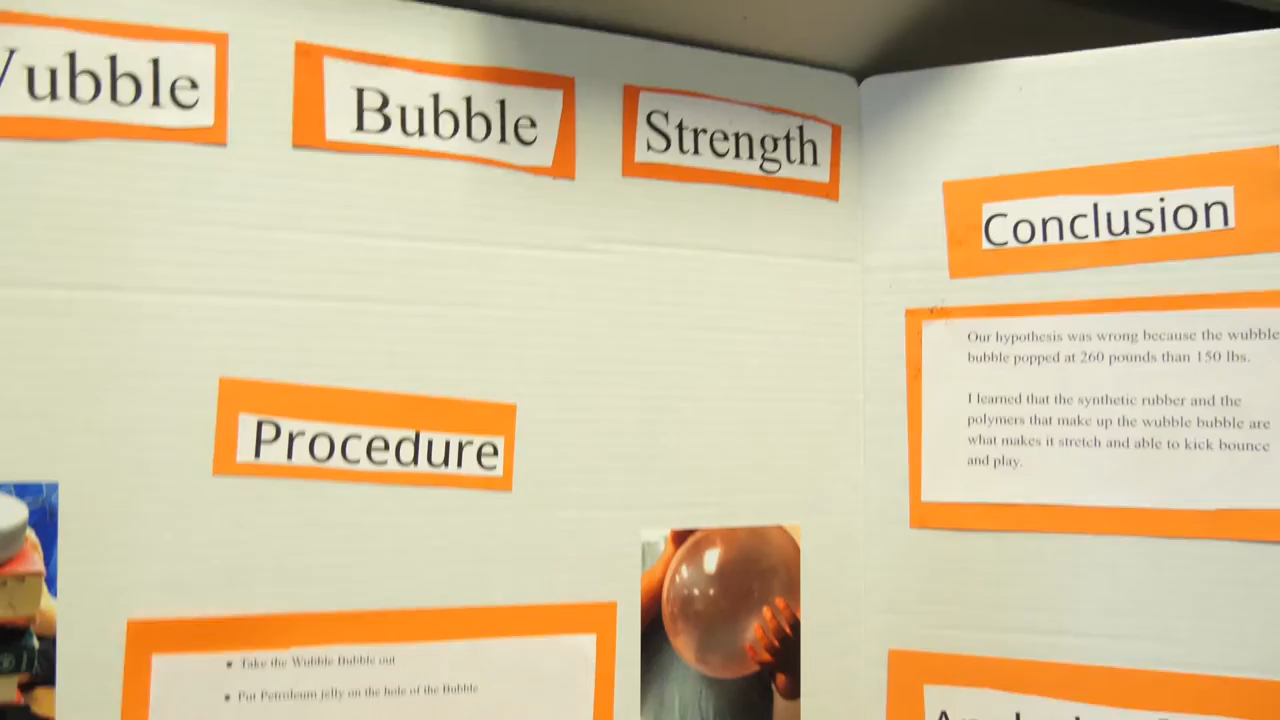 Wubble Bubble Strength
Conclusion
Our hypothesis was wrong because the wubble
bubble popped at 260 pounds than 150 lbs.
I learned that the synthetic rubber and the
polymers that make up the wubble bubble are
what makes it stretch and able to kick bounce
and play.
Procedure
Take the Wubble Bubble out
Put Petroleum jelly on the hole of the Bubble